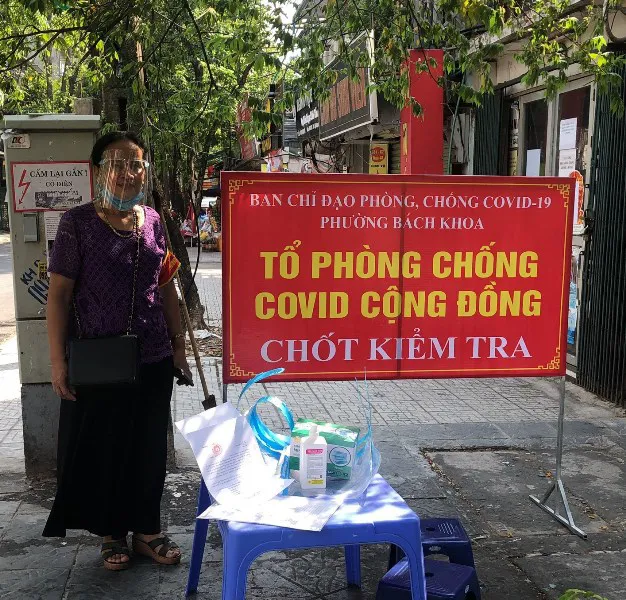 CẤM LẠI GẦN!
CÓ ĐIỆN
BAN CHỈ ĐẠO PHÒNG, CHỐNG COVID-19
PHƯỜNG BÁCH KHOA
TỔ PHÒNG CHỐNG
COVID CỘNG ĐỒNG
CHỐT KIỂM TRA